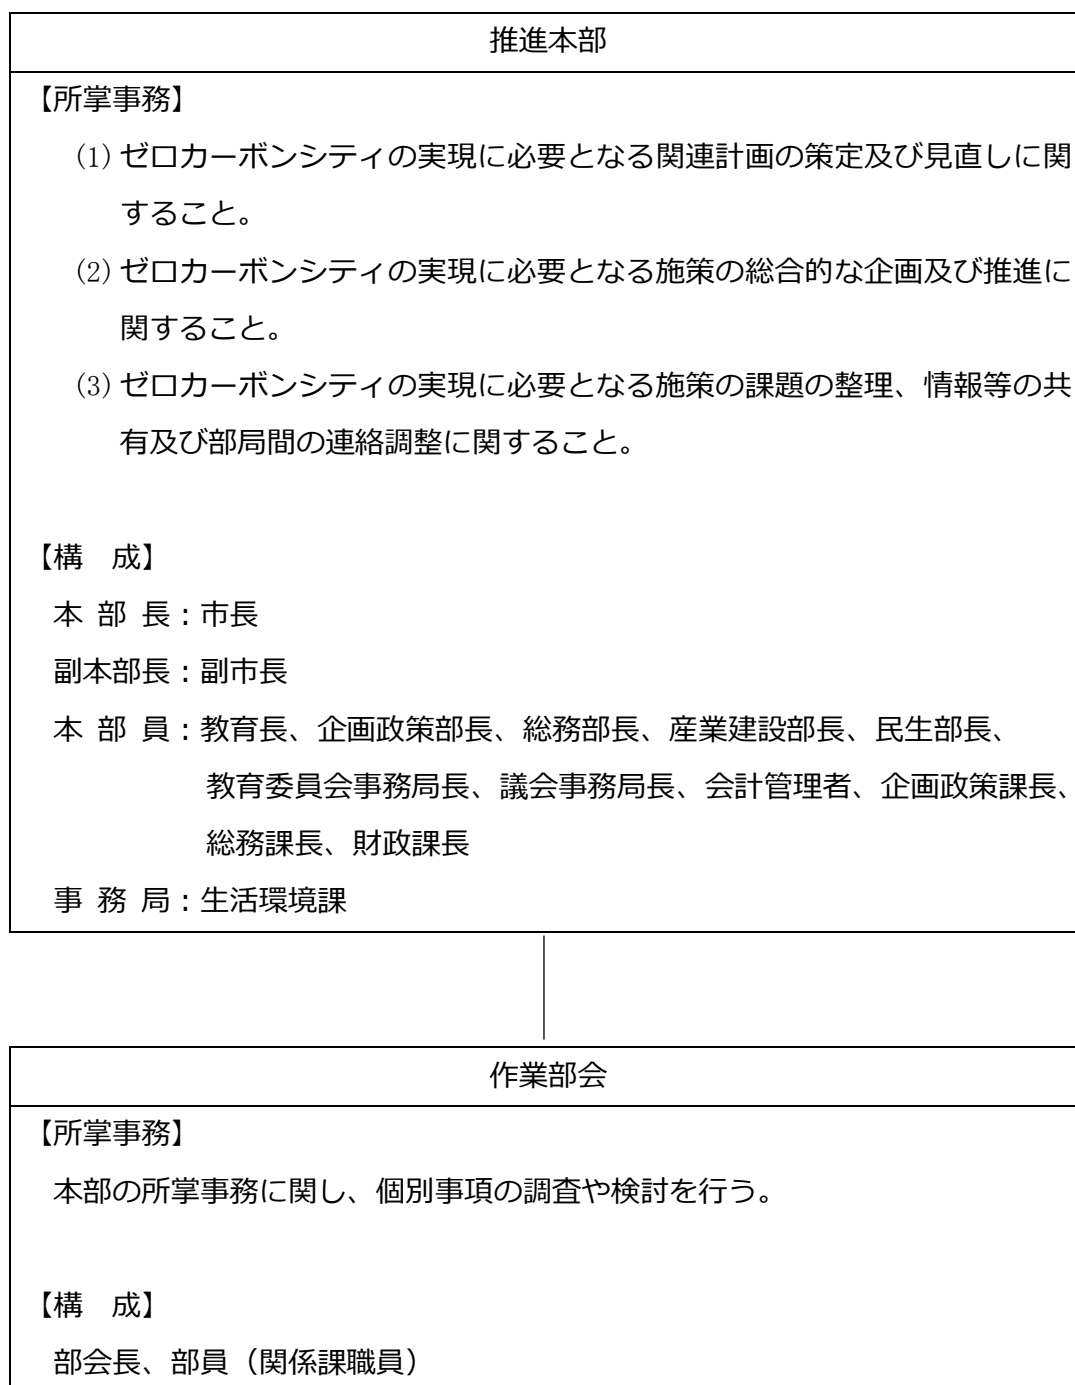 推進本部
【所掌事務】
(1) ゼロカーボンシティの実現に必要となる関連計画の策定及び見直しに関
すること。
(2) ゼロカーボンシティの実現に必要となる施策の総合的な企画及び推進に
関すること。
(3) ゼロカーボンシティの実現に必要となる施策の課題の整理、情報等の共
有及び部局間の連絡調整に関すること。
【構　成】
本 部 長：市長
副本部長：副市長
本 部 員：教育長、企画政策部長、総務部長、産業建設部長、民生部長、
教育委員会事務局長、議会事務局長、会計管理者、企画政策課長、
総務課長、財政課長
事 務 局：生活環境課
作業部会
【所掌事務】
本部の所掌事務に関し、個別事項の調査や検討を行う。
【構　成】
部会長、部員（関係課職員）